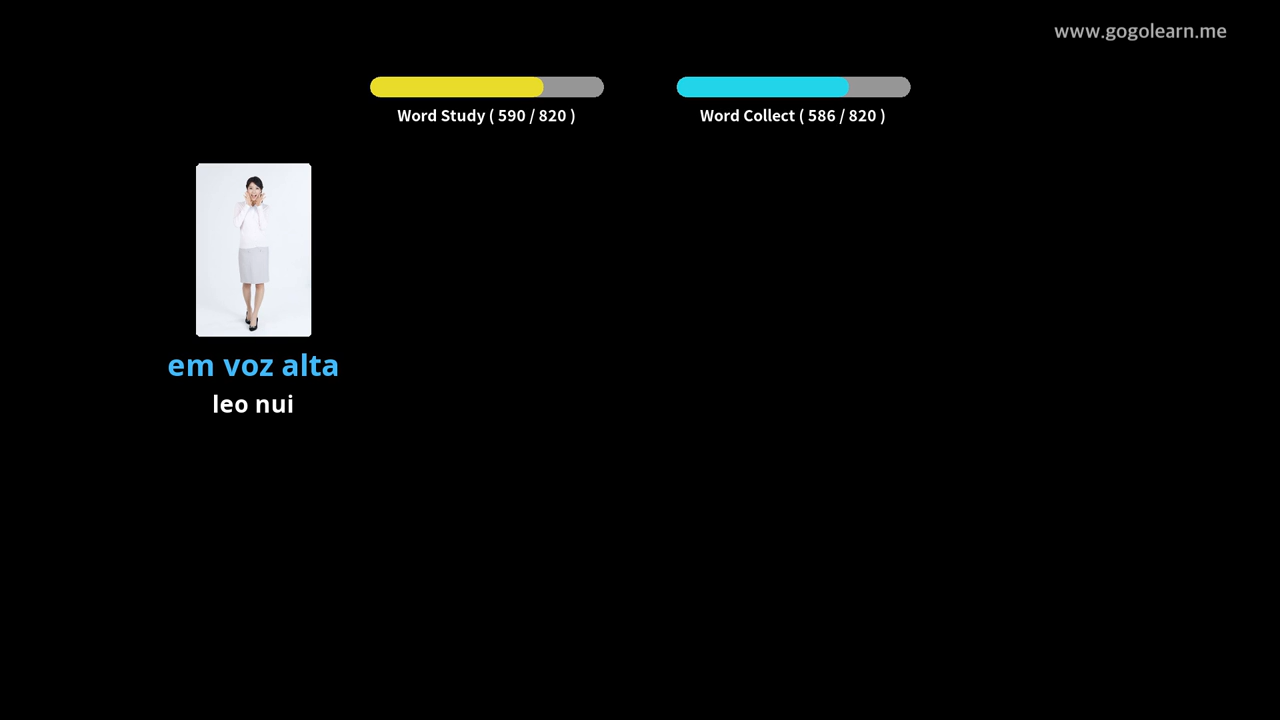 www.gogolearn.me
Word Study ( 590 / 820 )
Word Collect ( 586 / 820 )
em voz alta
leo nui